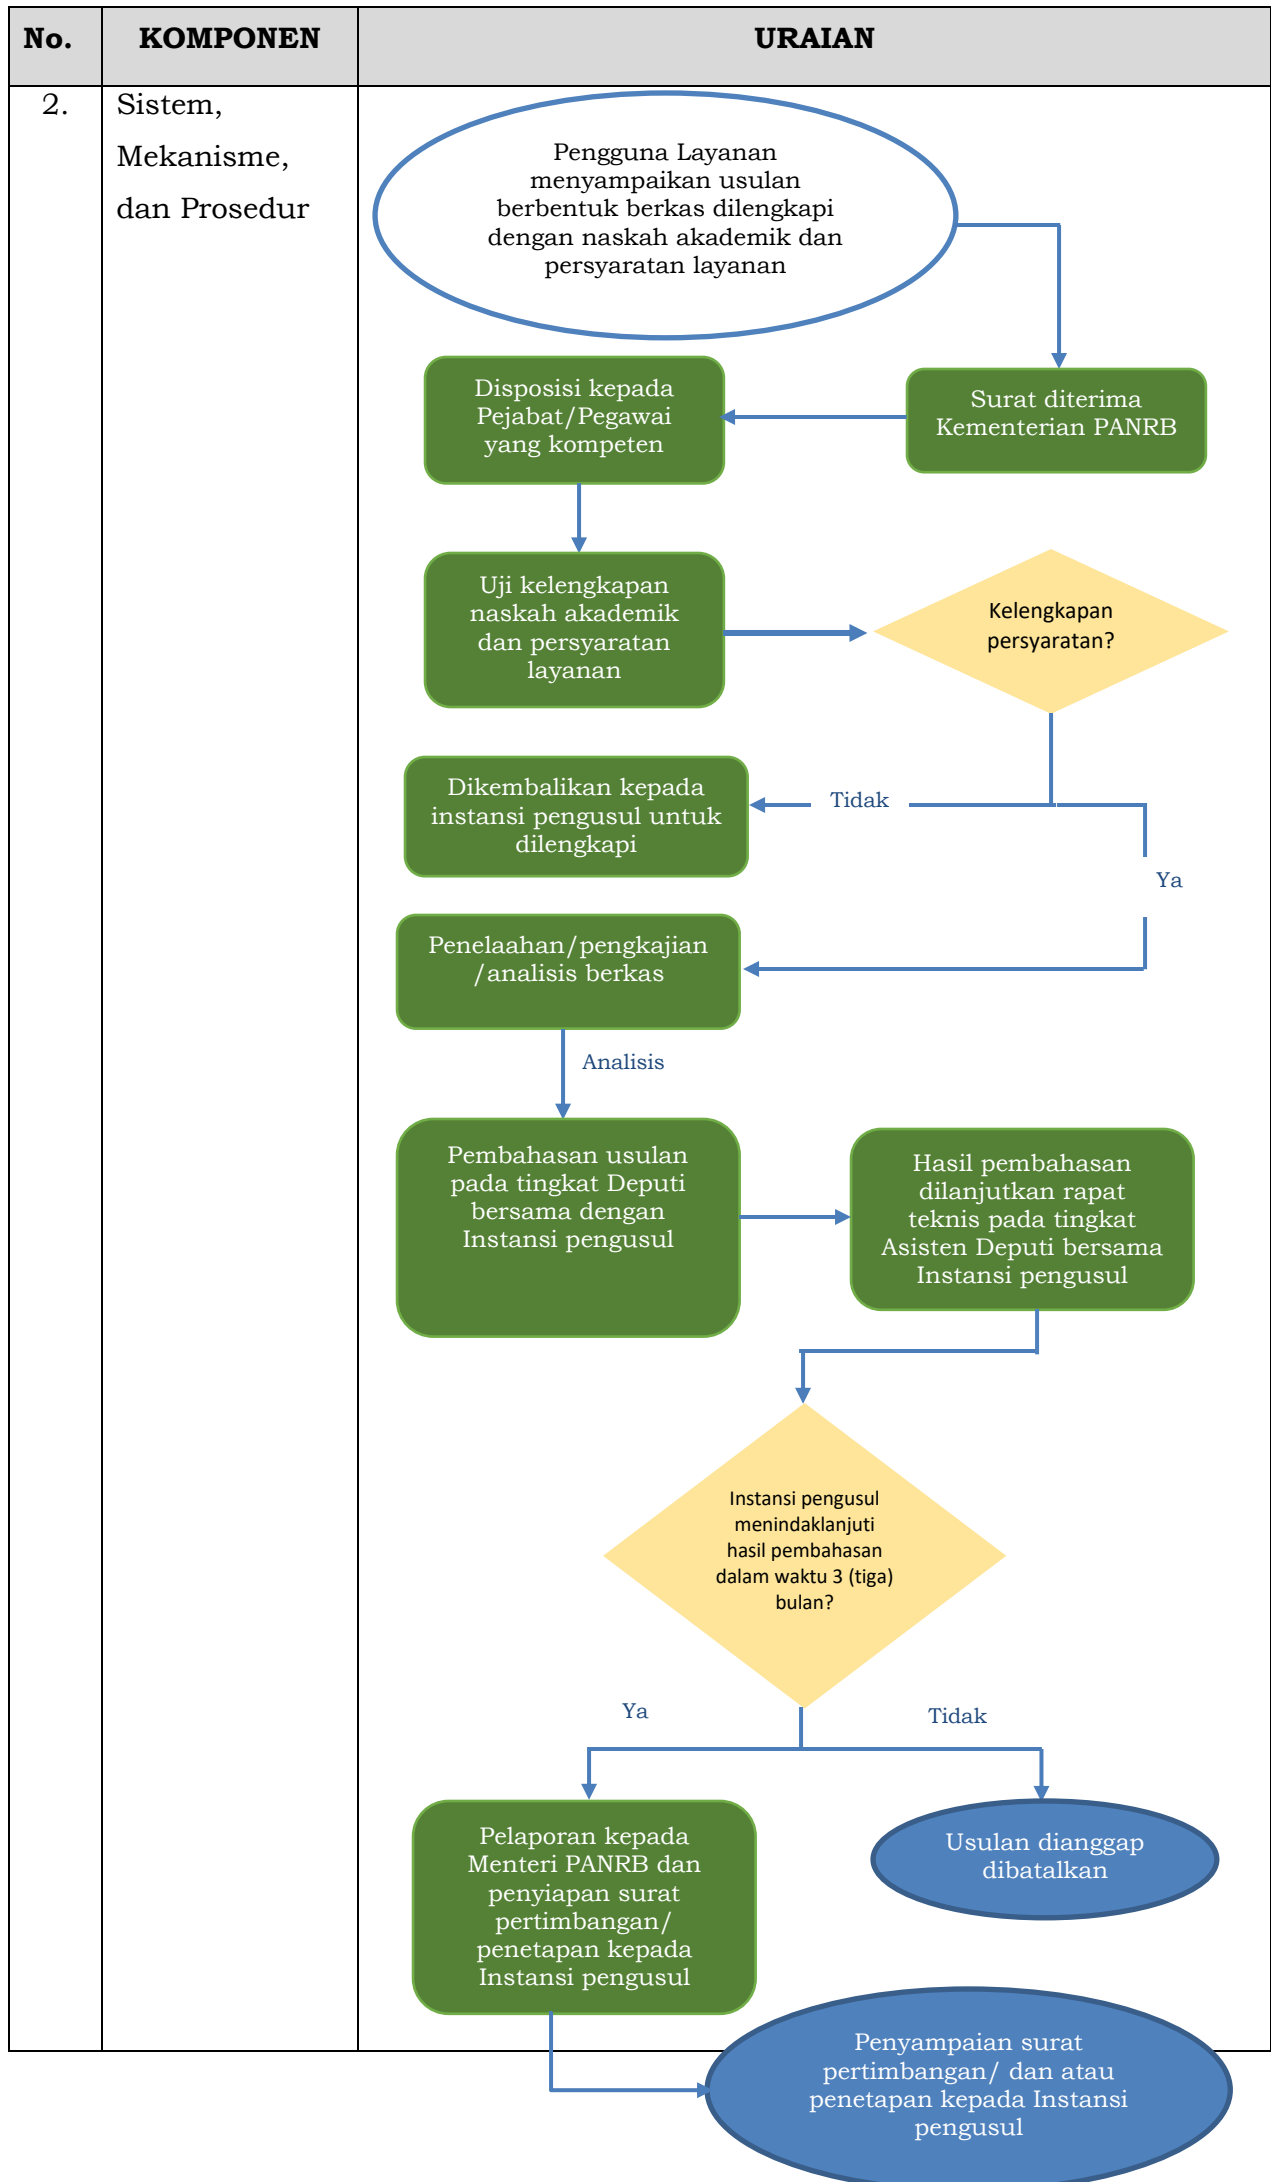 No.
KOMPONEN
URAIAN
2.
Sistem,
Mekanisme,
dan Prosedur
Pengguna Layanan
menyampaikan usulan
berbentuk berkas dilengkapi
dengan naskah akademik dan
persyaratan layanan
Disposisi kepada
Pejabat/Pegawai
yang kompeten
Surat diterima
Kementerian PANRB
Uji kelengkapan
naskah akademik
dan persyaratan
layanan
Kelengkapan
persyaratan?
Dikembalikan kepada
instansi pengusul untuk
dilengkapi
Tidak
Ya
Penelaahan/pengkajian
/analisis berkas
Analisis
Pembahasan usulan
pada tingkat Deputi
bersama dengan
Instansi pengusul
Hasil pembahasan
dilanjutkan rapat
teknis pada tingkat
Asisten Deputi bersama
Instansi pengusul
Instansi pengusul
menindaklanjuti
hasil pembahasan
dalam waktu 3 (tiga)
bulan?
Ya
Tidak
Pelaporan kepada
Menteri PANRB dan
penyiapan surat
pertimbangan/
penetapan kepada
Instansi pengusul
Usulan dianggap
dibatalkan
Penyampaian surat
pertimbangan/ dan atau
penetapan kepada Instansi
pengusul